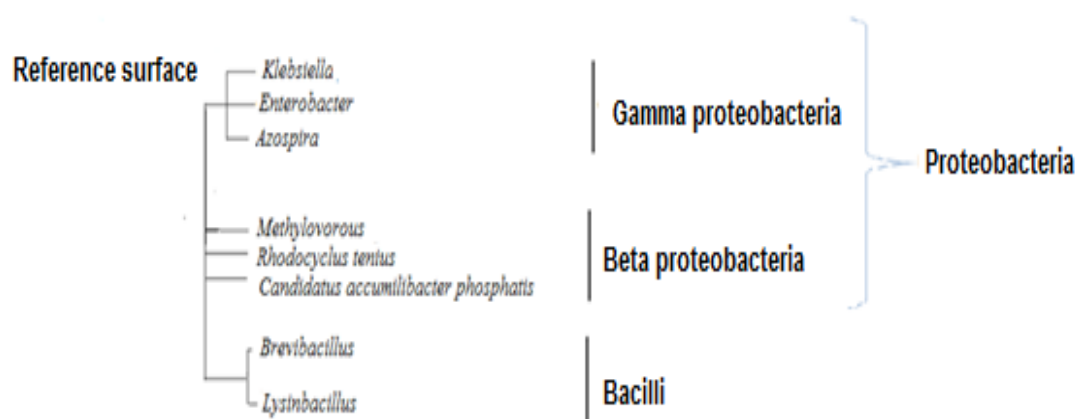 Reference surface
Klebsiella
Enterobacter
Azospira
Gamma proteobacteria
Proteobacteria
Methylovorous
Rhodocyclus tenius
Candidatus accumilibacter phosphatis
Beta proteobacteria
Brevibacillus
Lysinbacillus
Bacilli